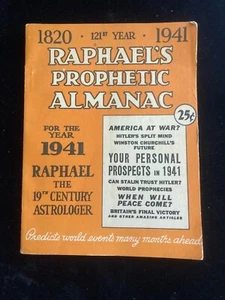 1820 · 121ST YEAR · 1941
RAPHAEL'S
PROPHETIC
ALMANAC
25¢
FOR THE
YEAR
1941
RAPHAEL
THE
19TH CENTURY
ASTROLOGER
AMERICA AT WAR?
HITLER'S SPLIT MIND
WINSTON CHURCHILL'S
FUTURE
YOUR PERSONAL
PROSPECTS IN 1941
CAN STALIN TRUST HITLER?
WORLD PROPHECIES
WHEN WILL
PEACE COME?
BRITAIN'S FINAL VICTORY
AND OTHER AMAZING ARTICLES
Predicts world events many months ahead